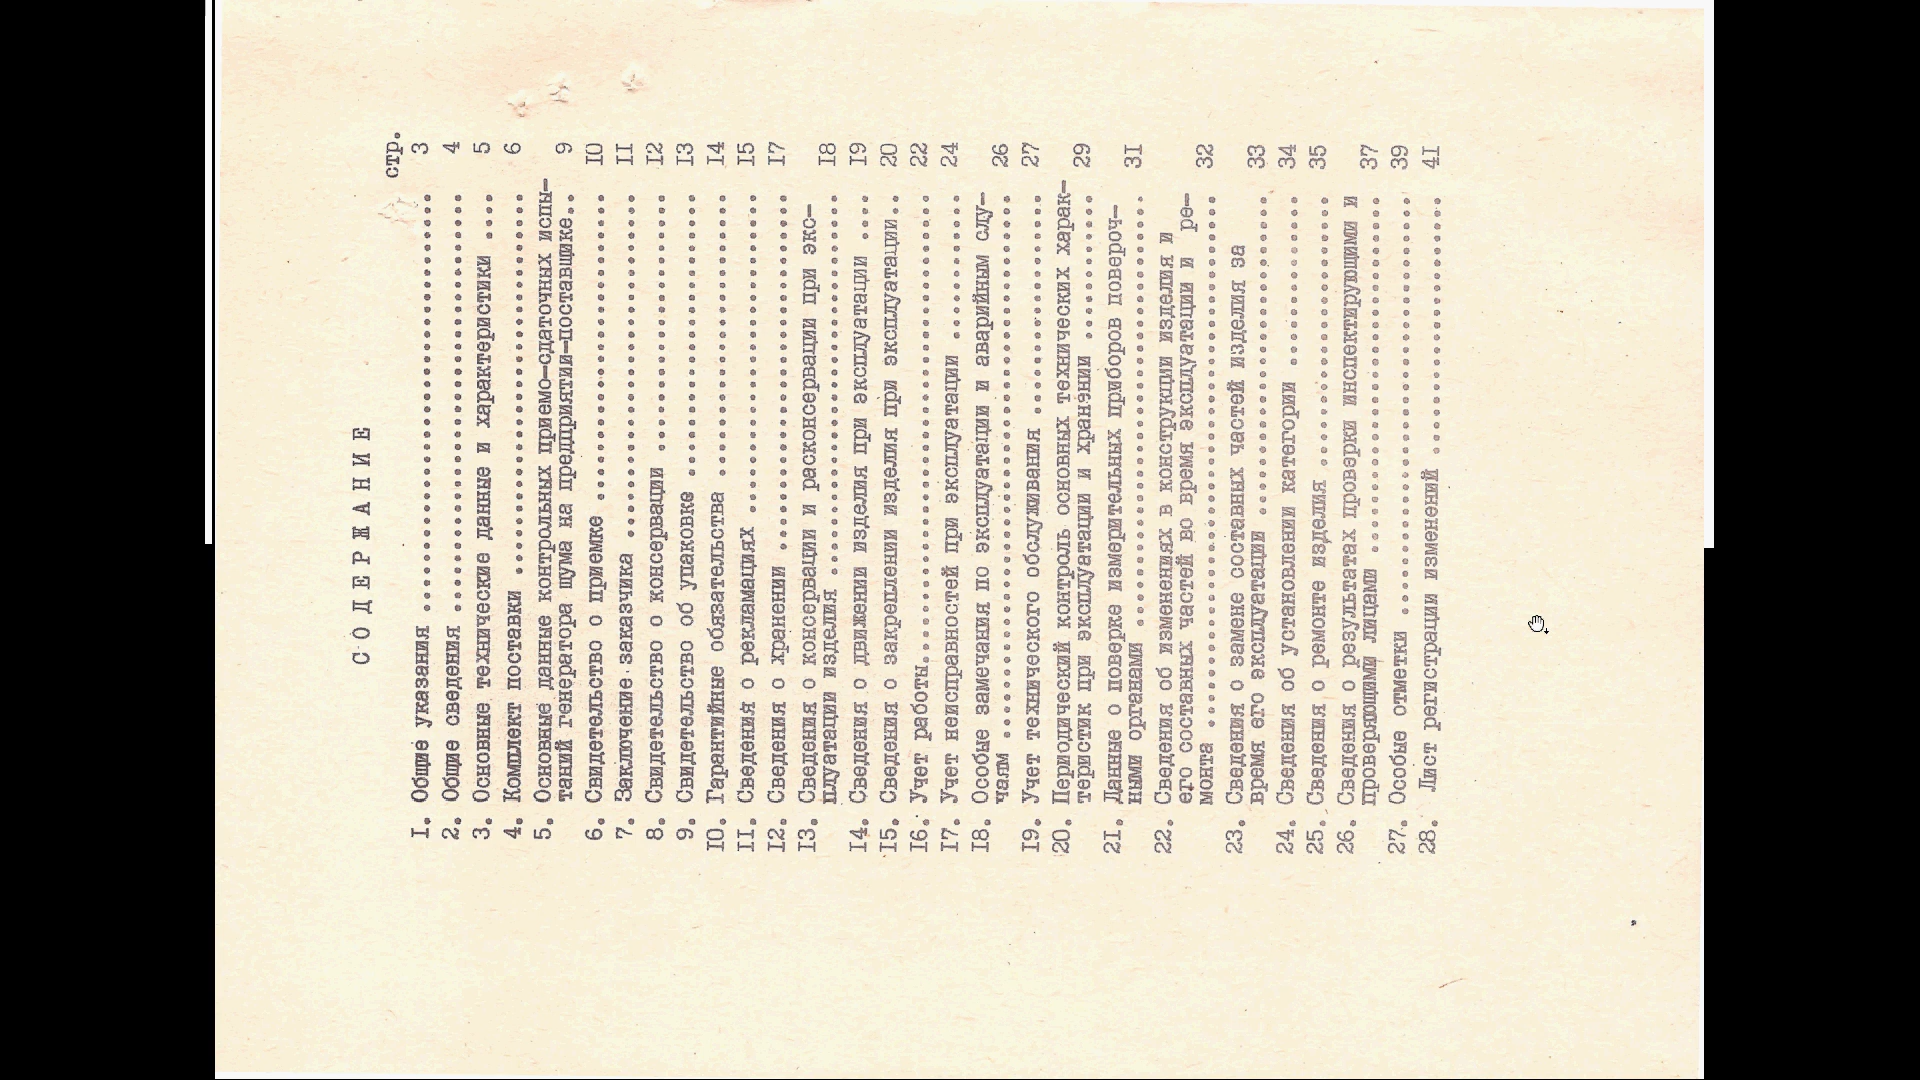 СОДЕРЖАНИЕ
стр.
1. Общие указания .................................. 3
2. Общие сведения .................................. 4
3. Основные технические данные и характеристики .... 5
4. Комплект поставки ............................... 6
5. Основные данные контрольных приемо-сдаточных испы-
таний генератора шума на предприятии-поставщике.. 9
6. Свидетельство о приемке ......................... 10
7. Заключение заказчика ............................ 11
8. Свидетельство о консервации ..................... 12
9. Свидетельство об упаковке ....................... 13
10. Гарантийные обязательства ....................... 14
11. Сведения о рекламациях .......................... 15
12. Сведения о хранении ............................. 17
13. Сведения о консервации и расконсервации при экс-
плуатации изделия ............................... 18
14. Сведения о движении изделия при эксплуатации .... 19
15. Сведения о закреплении изделия при эксплуатации.. 20
16. Учет работы...................................... 22
17. Учет неисправностей при эксплуатации ............ 24
18. Особые замечания по эксплуатации и аварийным слу-
чаям ............................................ 26
19. Учет технического обслуживания .................. 27
20. Периодический контроль основных технических харак-
теристик при эксплуатации и хранении ............ 29
21. Данные о поверке измерительных приборов повероч-
ными органами ................................... 31
22. Сведения об изменениях в конструкции изделия и
его составных частей во время эксплуатации и ре-
монта ........................................... 32
23. Сведения о замене составных частей изделия за
время его эксплуатации .......................... 33
24. Сведения об установлении категории .............. 34
25. Сведения о ремонте изделия ...................... 35
26. Сведения о результатах проверки инспектирующими и
проверяющими лицами ............................. 37
27. Особые отметки .................................. 39
28. Лист регистрации изменений ...................... 41